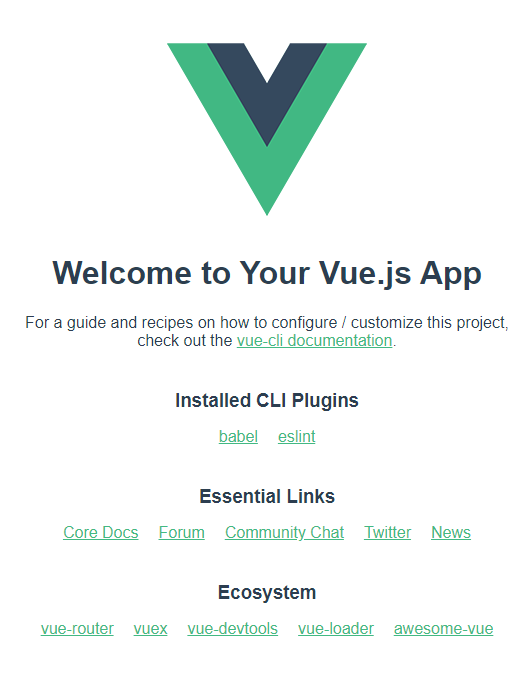 Welcome to Your Vue.js App
For a guide and recipes on how to configure / customize this project,
check out the vue-cli documentation.
Installed CLI Plugins
babel eslint
Essential Links
Core Docs Forum Community Chat Twitter News
Ecosystem
vue-router vuex vue-devtools vue-loader awesome-vue